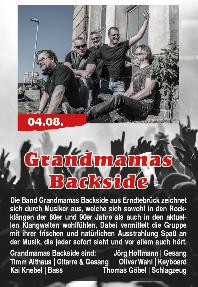 04.08.
Grandmamas
Backside
Die Band Grandmamas Backside aus Erndtebrück zeichnet
sich durch Musiker aus, welche sich sowohl in den Rock-
klängen der 80er und 90er Jahre als auch in den aktuel-
len Klangwelten wohlfühlen. Dabei vermittelt die Gruppe
mit ihrer frischen und natürlichen Ausstrahlung Spaß an
der Musik, die jeder sofort sieht und vor allem auch hört.
Grandmamas Backside sind: Jörg Hoffmann | Gesang
Timm Althaus | Gitarre & Gesang Oliver Wahl | Keyboard
Kai Knebel | Bass Thomas Göbel | Schlagzeug